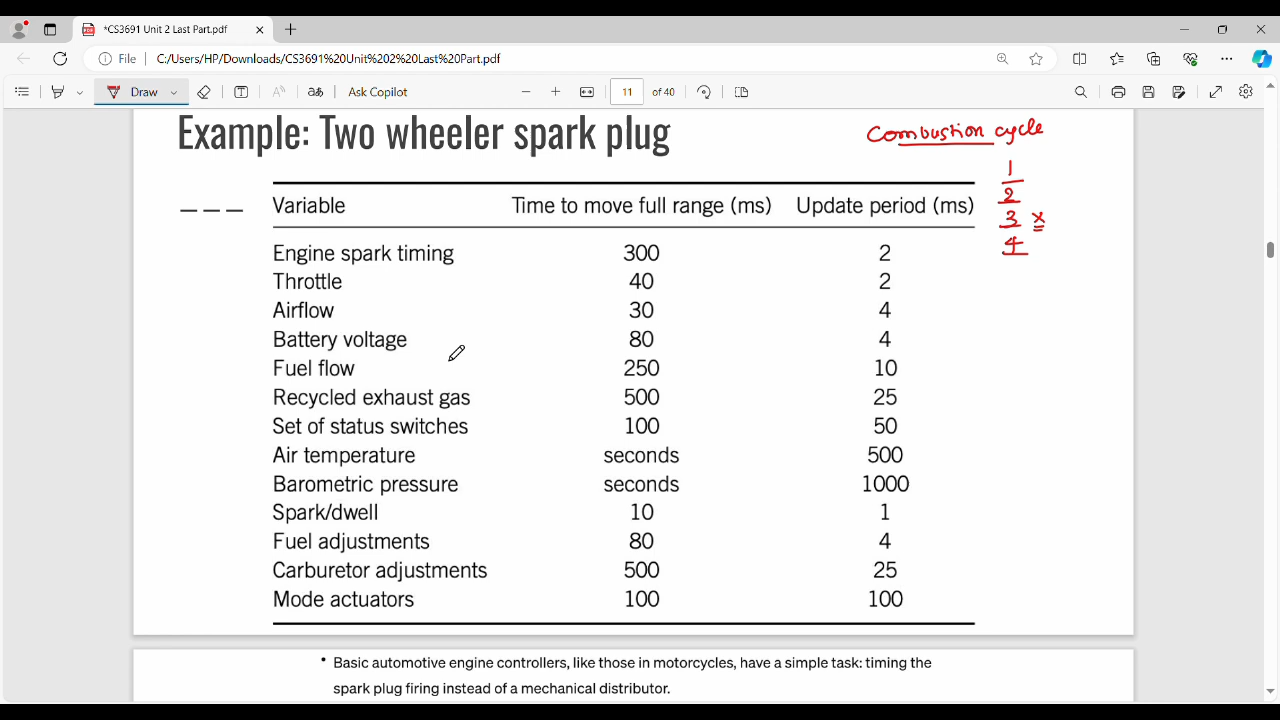 *CS3691 Unit 2 Last Part.pdf
File C:/Users/HP/Downloads/CS3691%20Unit%202%20Last%20Part.pdf
Draw Ask Copilot 11 of 40
Example: Two wheeler spark plug
Combustion cycle
1
2
3 x
4
Variable Time to move full range (ms) Update period (ms)
Engine spark timing 300 2
Throttle 40 2
Airflow 30 4
Battery voltage 80 4
Fuel flow 250 10
Recycled exhaust gas 500 25
Set of status switches 100 50
Air temperature seconds 500
Barometric pressure seconds 1000
Spark/dwell 10 1
Fuel adjustments 80 4
Carburetor adjustments 500 25
Mode actuators 100 100
• Basic automotive engine controllers, like those in motorcycles, have a simple task: timing the
spark plug firing instead of a mechanical distributor.